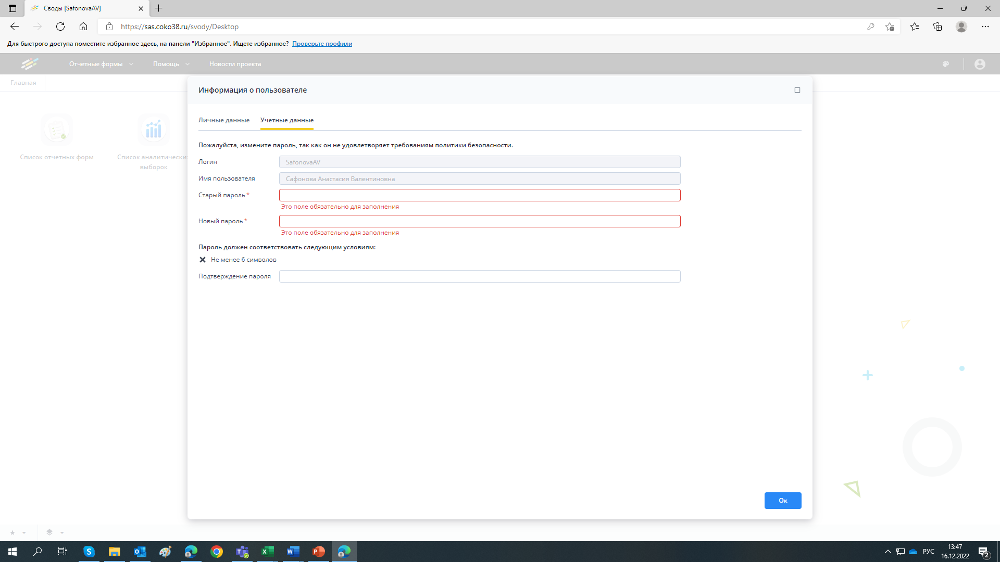 Своды [SafonovaAV]
https://sas.coko38.ru/svody/Desktop
Для быстрого доступа поместите избранное здесь, на панели "Избранное". Ищете избранное? Проверьте профили
Отчетные формы Помощь Новости проекта
Главная
Список отчетных форм
Список аналитических
выборок
Информация о пользователе
Личные данные Учетные данные
Пожалуйста, измените пароль, так как он не удовлетворяет требованиям политики безопасности.
Логин SafonovaAV
Имя пользователя Сафонова Анастасия Валентиновна
Старый пароль*
Это поле обязательно для заполнения
Новый пароль*
Это поле обязательно для заполнения
Пароль должен соответствовать следующим условиям:
Не менее 6 символов
Подтверждение пароля
Ок
РУС
13:47
16.12.2022
2